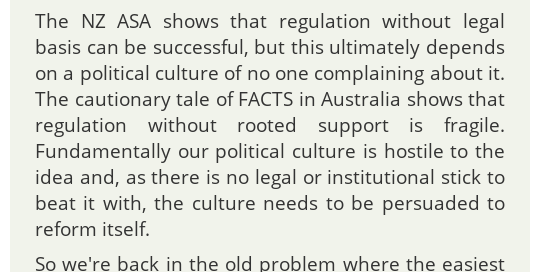 The NZ ASA shows that regulation without legal
basis can be successful, but this ultimately depends
on a political culture of no one complaining about it.
The cautionary tale of FACTS in Australia shows that
regulation without rooted support is fragile.
Fundamentally our political culture is hostile to the
idea and, as there is no legal or institutional stick to
beat it with, the culture needs to be persuaded to
reform itself.
So we're back in the old problem where the easiest